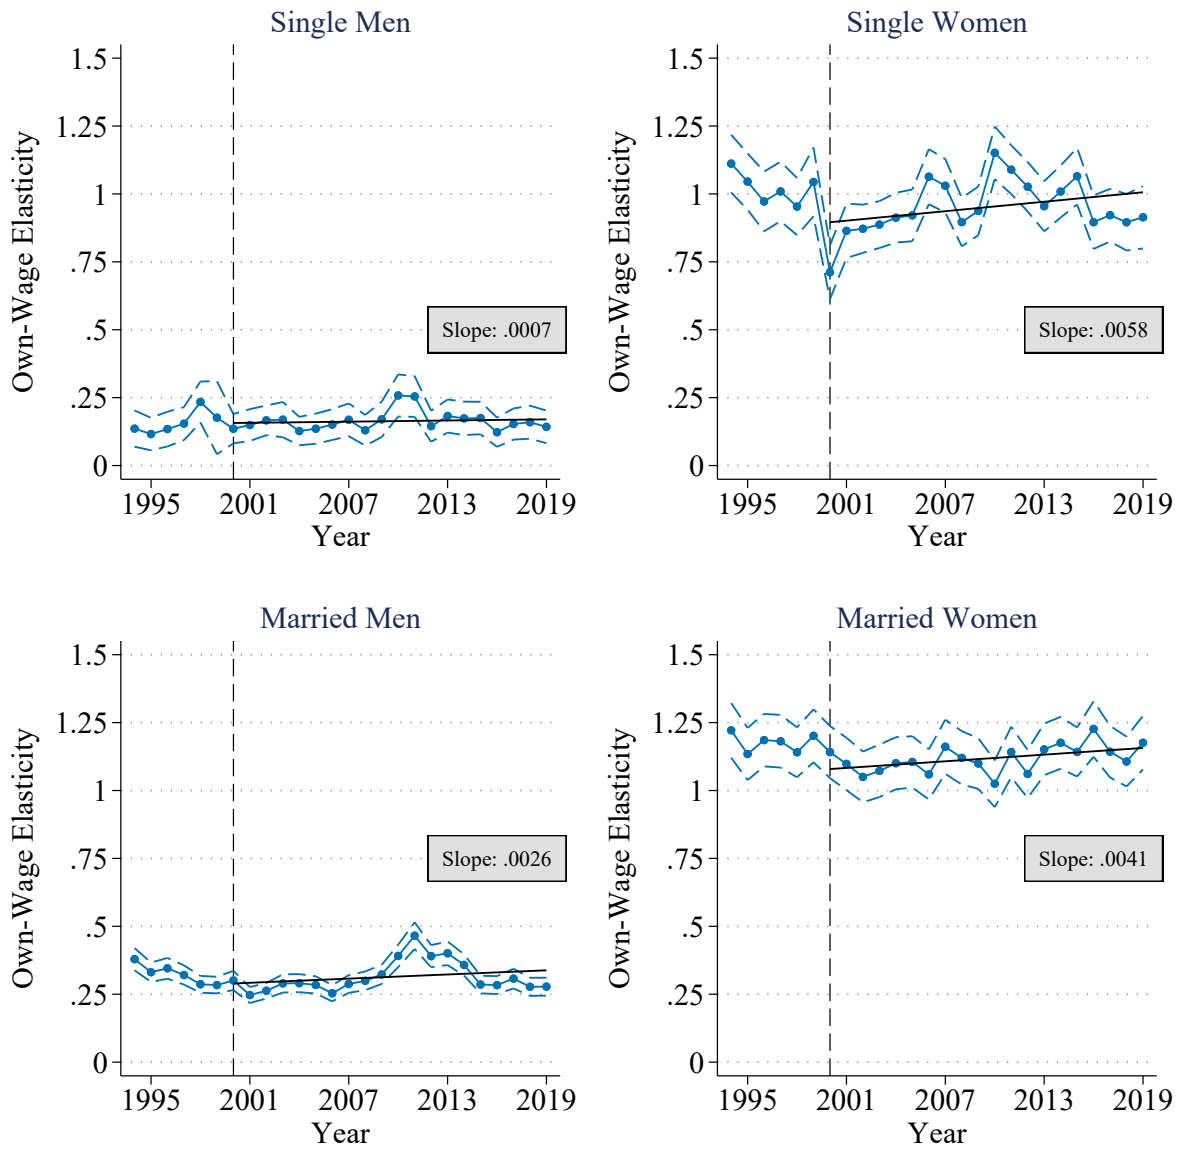 Single Men
Own-Wage Elasticity
1.5
1.25
1
.75
.5
.25
0
Slope: .0007
1995 2001 2007 2013 2019
Year
Single Women
Own-Wage Elasticity
1.5
1.25
1
.75
.5
.25
0
Slope: .0058
1995 2001 2007 2013 2019
Year
Married Men
Own-Wage Elasticity
1.5
1.25
1
.75
.5
.25
0
Slope: .0026
1995 2001 2007 2013 2019
Year
Married Women
Own-Wage Elasticity
1.5
1.25
1
.75
.5
.25
0
Slope: .0041
1995 2001 2007 2013 2019
Year